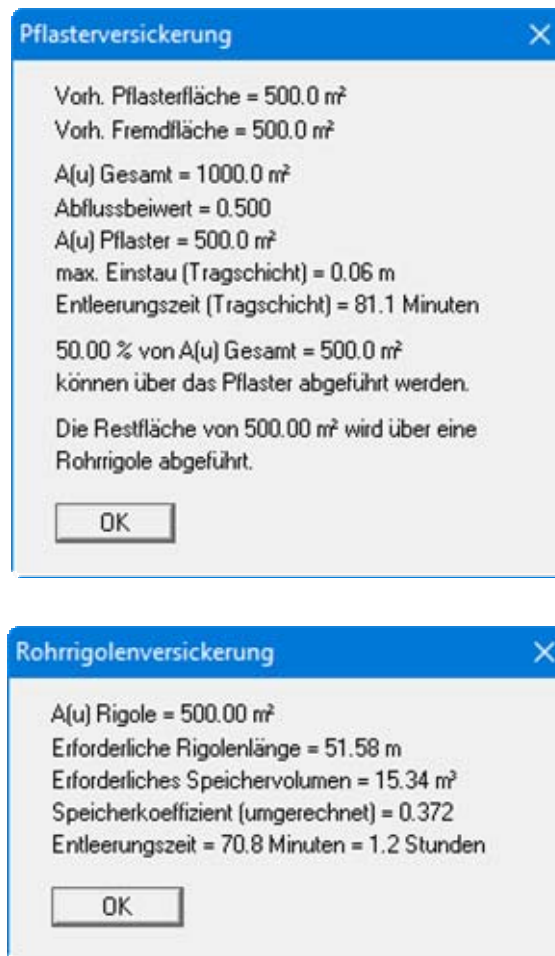 Pflasterversickerung
Vorh. Pflasterfläche = 500.0 m²
Vorh. Fremdfläche = 500.0 m²
A(u) Gesamt = 1000.0 m²
Abflussbeiwert = 0.500
A(u) Pflaster = 500.0 m²
max. Einstau (Tragschicht) = 0.06 m
Entleerungszeit (Tragschicht) = 81.1 Minuten
50.00 % von A(u) Gesamt = 500.0 m²
können über das Pflaster abgeführt werden.
Die Restfläche von 500.00 m² wird über eine
Rohrrigole abgeführt.
OK
Rohrrigolenversickerung
A(u) Rigole = 500.00 m²
Erforderliche Rigolenlänge = 51.58 m
Erforderliches Speichervolumen = 15.34 m³
Speicherkoeffizient (umgerechnet) = 0.372
Entleerungszeit = 70.8 Minuten = 1.2 Stunden
OK